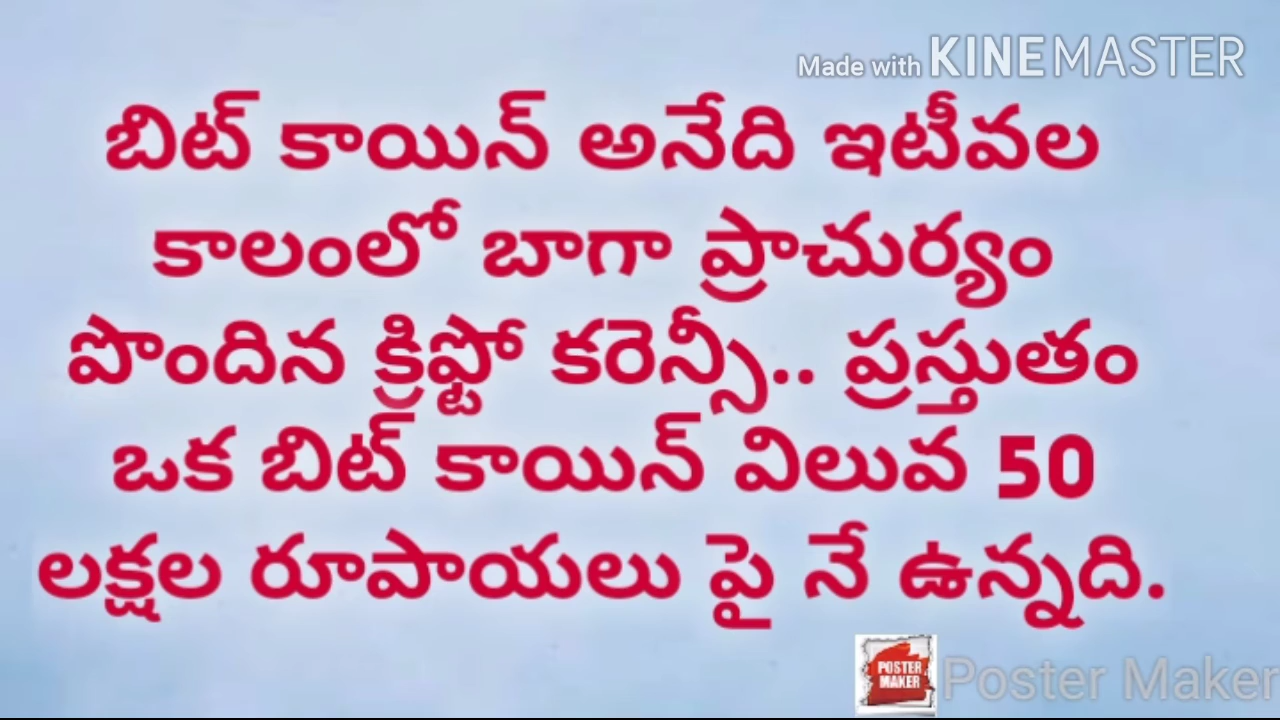 Made with KINEMASTER
బిట్ కాయిన్ అనేది ఇటీవల
కాలంలో బాగా ప్రాచుర్యం
పొందిన క్రిప్టో కరెన్సీ.. ప్రస్తుతం
ఒక బిట్ కాయిన్ విలువ 50
లక్షల రూపాయలు పై నే ఉన్నది.
POSTER
MAKER
Poster Maker